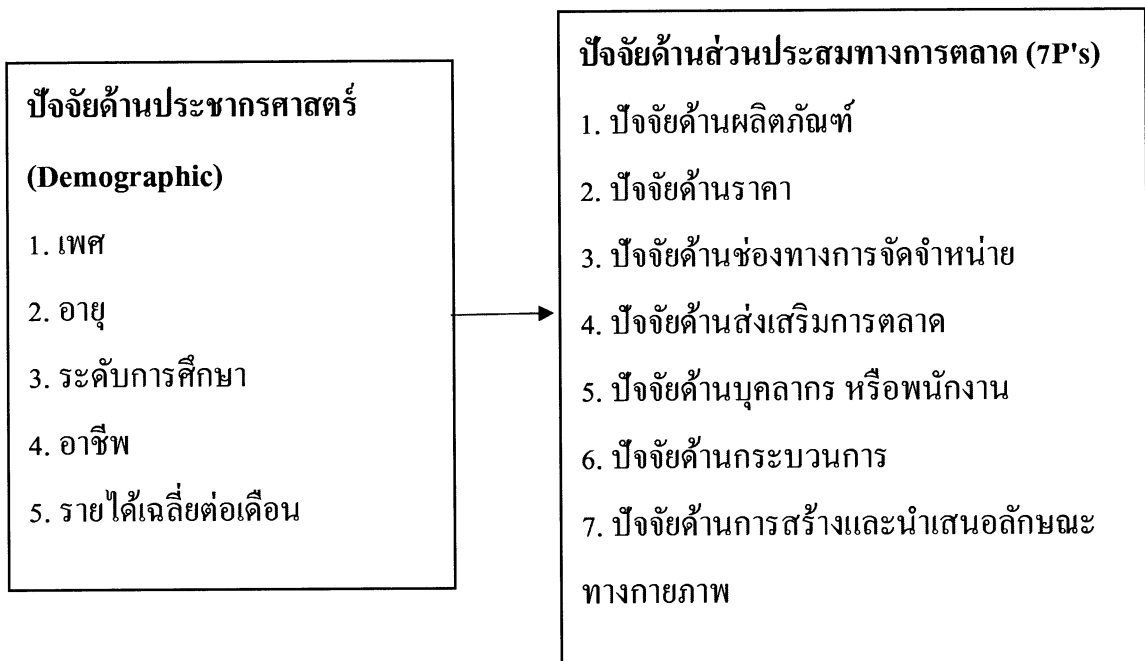 ปัจจัยด้านประชากรศาสตร์
(Demographic)
1. เพศ
2. อายุ
3. ระดับการศึกษา
4. อาชีพ
5. รายได้เฉลี่ยต่อเดือน
ปัจจัยด้านส่วนประสมทางการตลาด (7P's)
1. ปัจจัยด้านผลิตภัณฑ์
2. ปัจจัยด้านราคา
3. ปัจจัยด้านช่องทางการจัดจำหน่าย
4. ปัจจัยด้านส่งเสริมการตลาด
5. ปัจจัยด้านบุคลากร หรือพนักงาน
6. ปัจจัยด้านกระบวนการ
7. ปัจจัยด้านการสร้างและนำเสนอลักษณะ
ทางกายภาพ